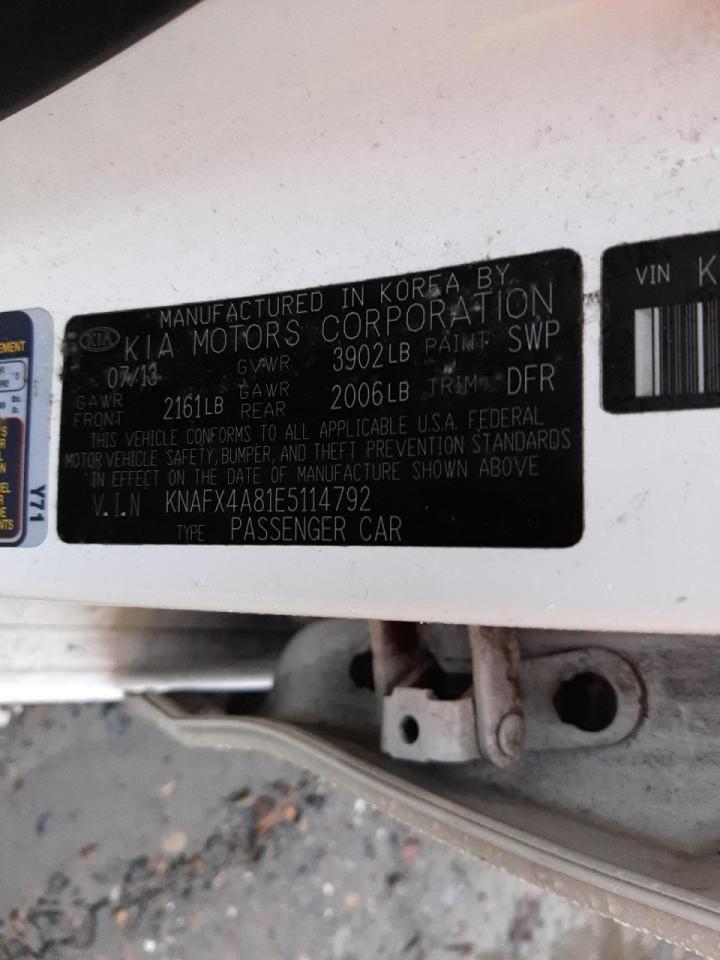 MANUFACTURED IN KOREA BY
KIA KIA MOTORS CORPORATION
07/13 GVWR 3902LB PAINT SWP
GAWR FRONT 2161LB GAWR REAR 2006LB TRIM DFR
THIS VEHICLE CONFORMS TO ALL APPLICABLE U.S.A. FEDERAL
MOTOR VEHICLE SAFETY, BUMPER, AND THEFT PREVENTION STANDARDS
IN EFFECT ON THE DATE OF MANUFACTURE SHOWN ABOVE
V.I.N KNAFX4A81E5114792
TYPE PASSENGER CAR
VIN K
Y71